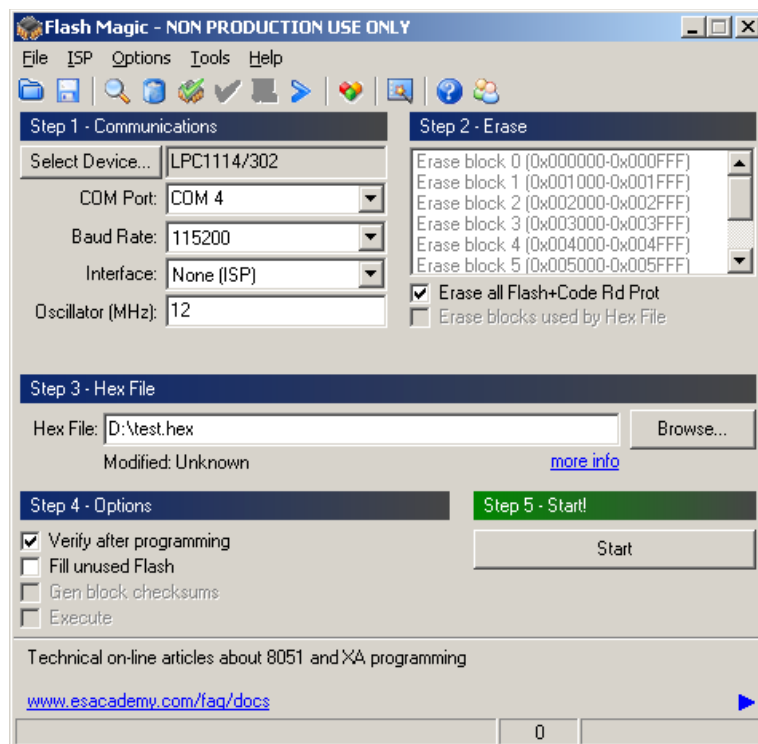 Flash Magic - NON PRODUCTION USE ONLY
File ISP Options Tools Help
Step 1 - Communications
Select Device... LPC1114/302
COM Port: COM 4
Baud Rate: 115200
Interface: None (ISP)
Oscillator (MHz): 12
Step 2 - Erase
Erase block 0 (0x000000-0x000FFF)
Erase block 1 (0x001000-0x001FFF)
Erase block 2 (0x002000-0x002FFF)
Erase block 3 (0x003000-0x003FFF)
Erase block 4 (0x004000-0x004FFF)
Erase block 5 (0x005000-0x005FFF)
Erase all Flash+Code Rd Prot
Erase blocks used by Hex File
Step 3 - Hex File
Hex File: D:\test.hex Browse...
Modified: Unknown more info
Step 4 - Options
Verify after programming
Fill unused Flash
Gen block checksums
Execute
Step 5 - Start!
Start
Technical on-line articles about 8051 and XA programming
www.esacademy.com/faq/docs
0